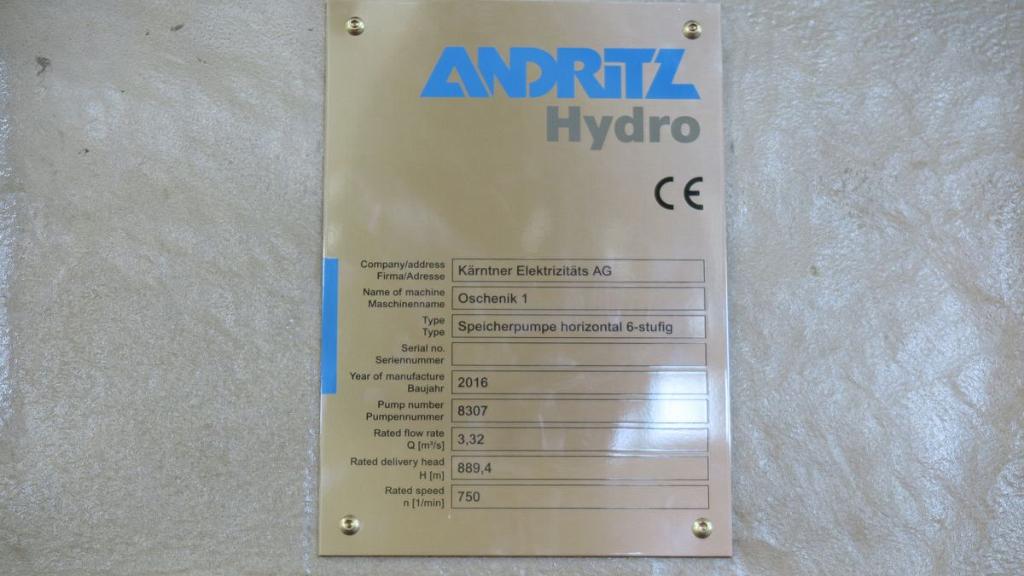 ANDRITZ
Hydro
CE
Company/address
Firma/Adresse
Kärntner Elektrizitäts AG
Name of machine
Maschinenname
Oschenik 1
Type
Type
Speicherpumpe horizontal 6-stufig
Serial no.
Seriennummer
Year of manufacture
Baujahr
2016
Pump number
Pumpennummer
8307
Rated flow rate
Q [m³/s]
3,32
Rated delivery head
H [m]
889,4
Rated speed
n [1/min]
750